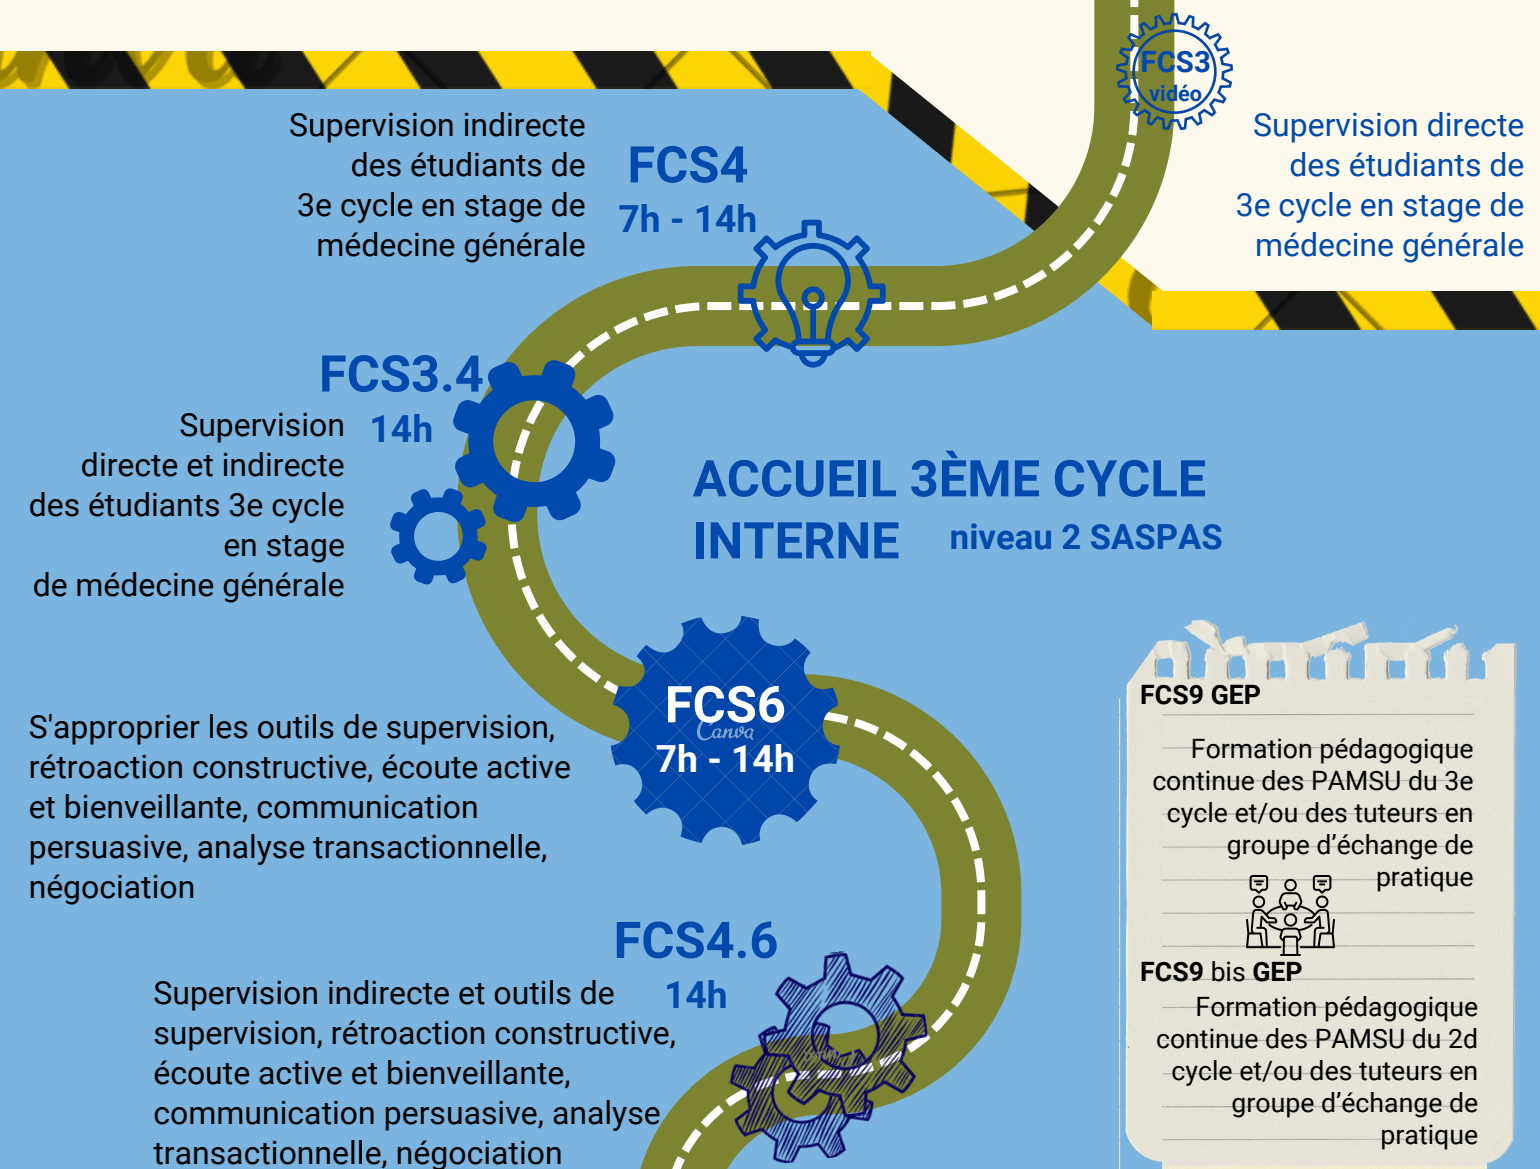 FCS3
vidéo
Supervision directe
des étudiants de
3e cycle en stage de
médecine générale
Supervision indirecte
des étudiants de
3e cycle en stage de
médecine générale
FCS4
7h - 14h
FCS3.4
14h
Supervision
directe et indirecte
des étudiants 3e cycle
en stage
de médecine générale
ACCUEIL 3ÈME CYCLE
INTERNE niveau 2 SASPAS
FCS6
Canva
7h - 14h
S'approprier les outils de supervision,
rétroaction constructive, écoute active
et bienveillante, communication
persuasive, analyse transactionnelle,
négociation
FCS4.6
14h
Supervision indirecte et outils de
supervision, rétroaction constructive,
écoute active et bienveillante,
communication persuasive, analyse
transactionnelle, négociation
FCS9 GEP
Formation pédagogique
continue des PAMSU du 3e
cycle et/ou des tuteurs en
groupe d’échange de
pratique
FCS9 bis GEP
Formation pédagogique
continue des PAMSU du 2d
cycle et/ou des tuteurs en
groupe d’échange de
pratique